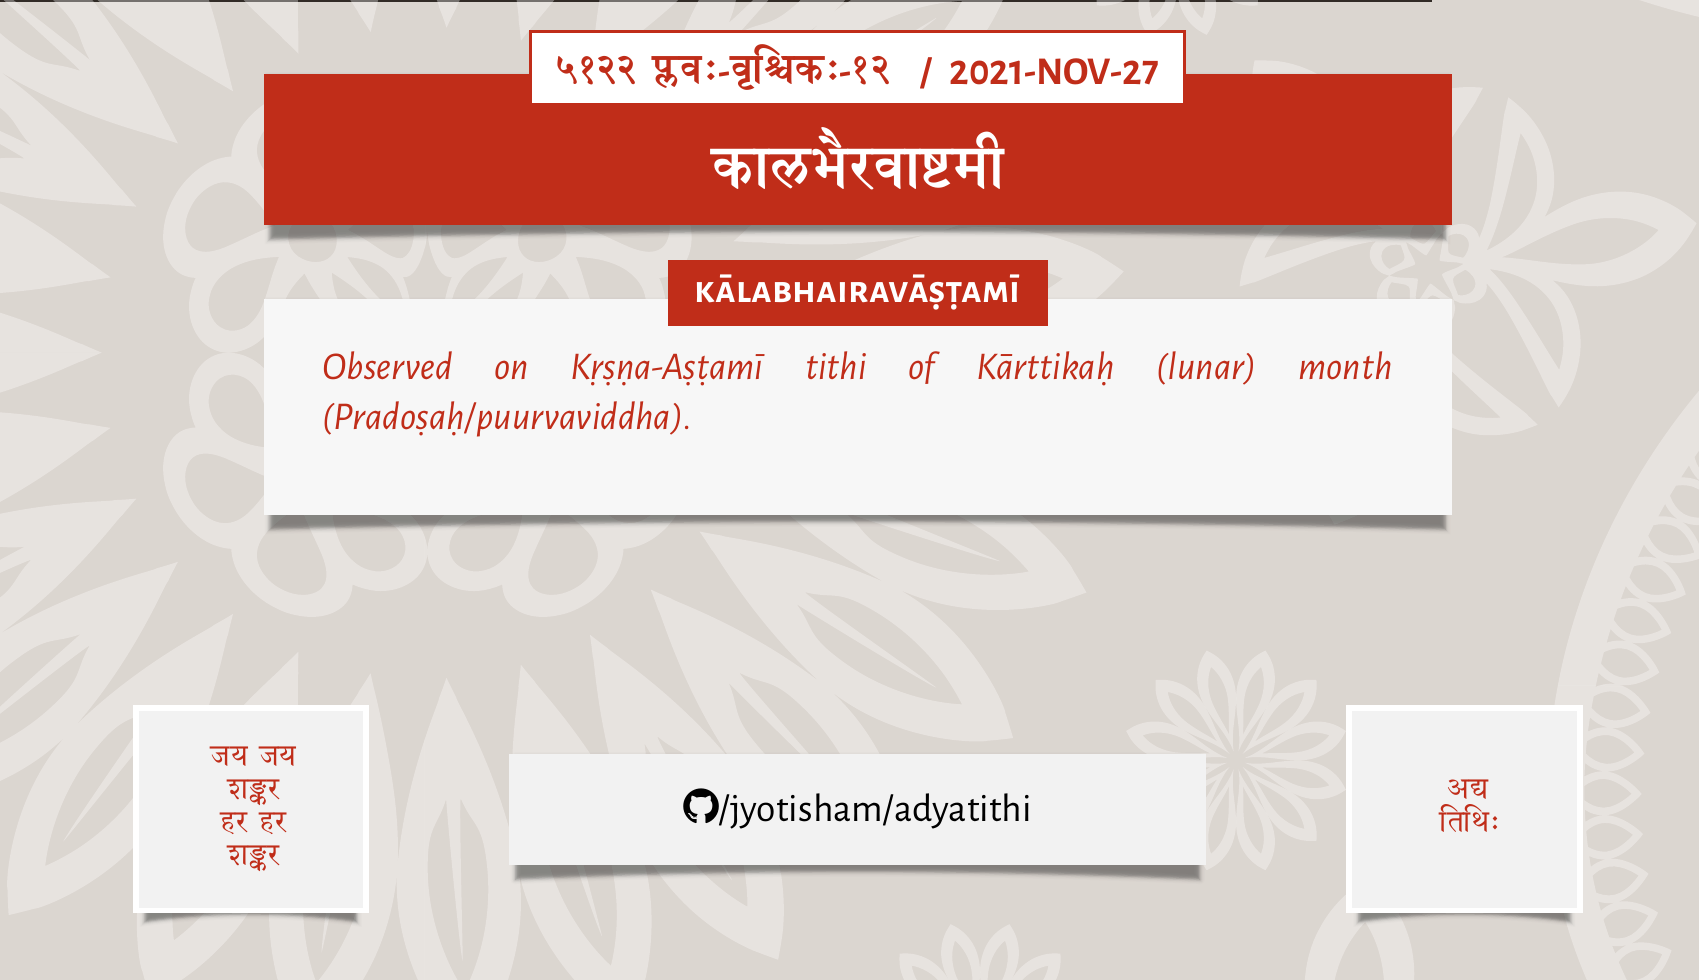 ५१२२ प्लवः-वृश्चिकः-१२ / 2021-NOV-27
कालभैरवाष्टमी
KĀLABHAIRAVĀṢṬAMĪ
Observed on Kṛṣṇa-Aṣṭamī tithi of Kārttikaḥ (lunar) month
(Pradoṣaḥ/puurvaviddha).
जय जय
शङ्कर
हर हर
शङ्कर
/jyotisham/adyatithi
अद्य
तिथिः